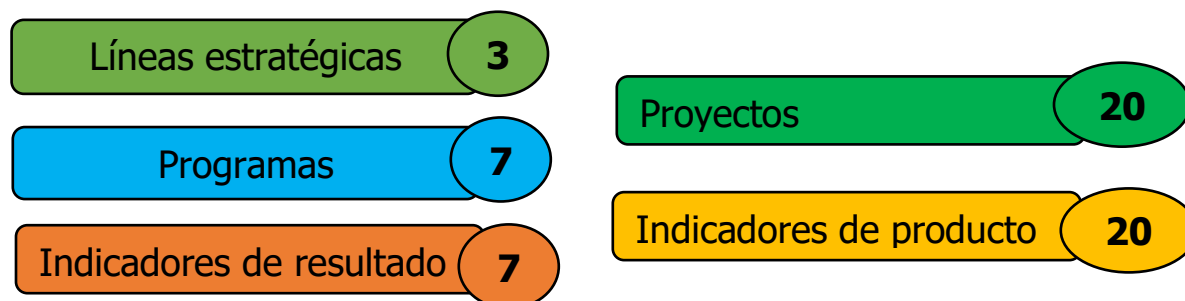 Líneas estratégicas 3
Programas 7
Indicadores de resultado 7
Proyectos 20
Indicadores de producto 20